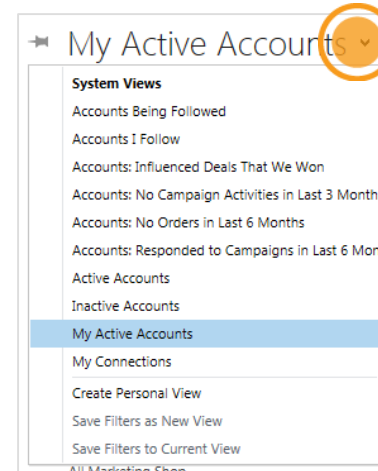 My Active Accounts
System Views
Accounts Being Followed
Accounts I Follow
Accounts: Influenced Deals That We Won
Accounts: No Campaign Activities in Last 3 Month
Accounts: No Orders in Last 6 Months
Accounts: Responded to Campaigns in Last 6 Mon
Active Accounts
Inactive Accounts
My Active Accounts
My Connections
Create Personal View
Save Filters as New View
Save Filters to Current View
All Marketing Shop